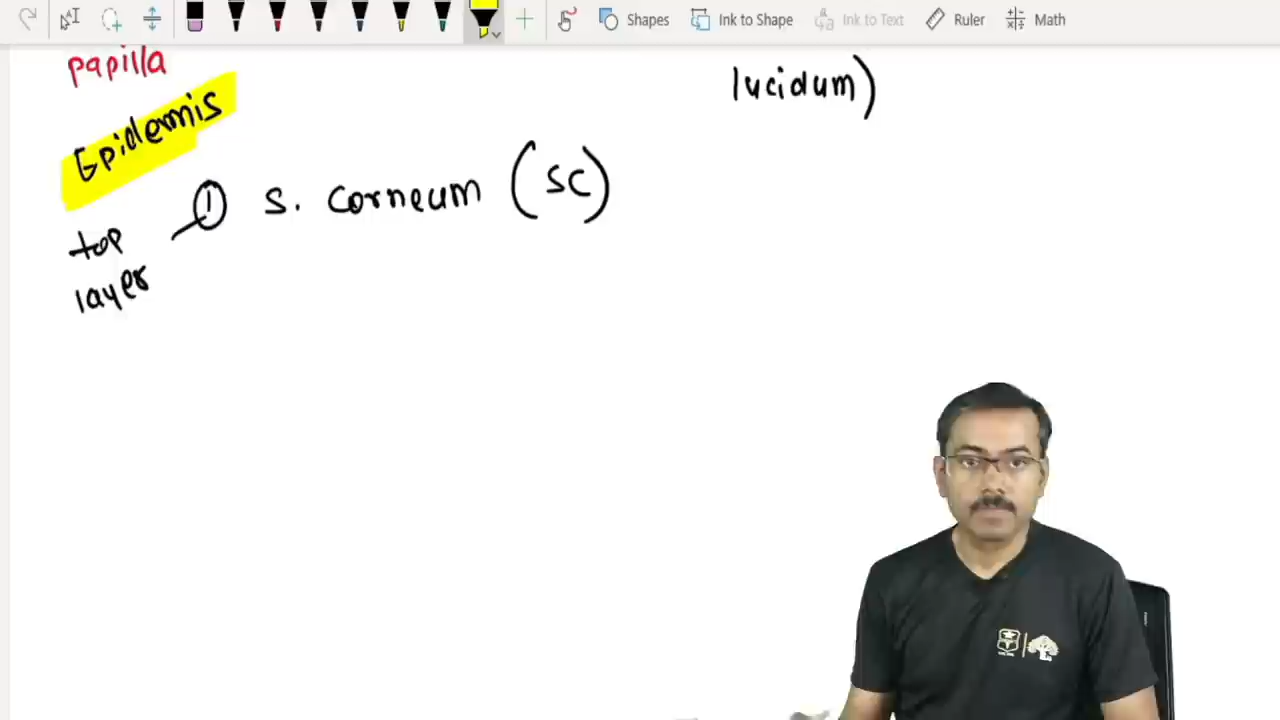 Shapes Ink to Shape Ink to Text Ruler Math
papilla
lucidum)
Epidermis
1 S. corneum (SC)
top
layer